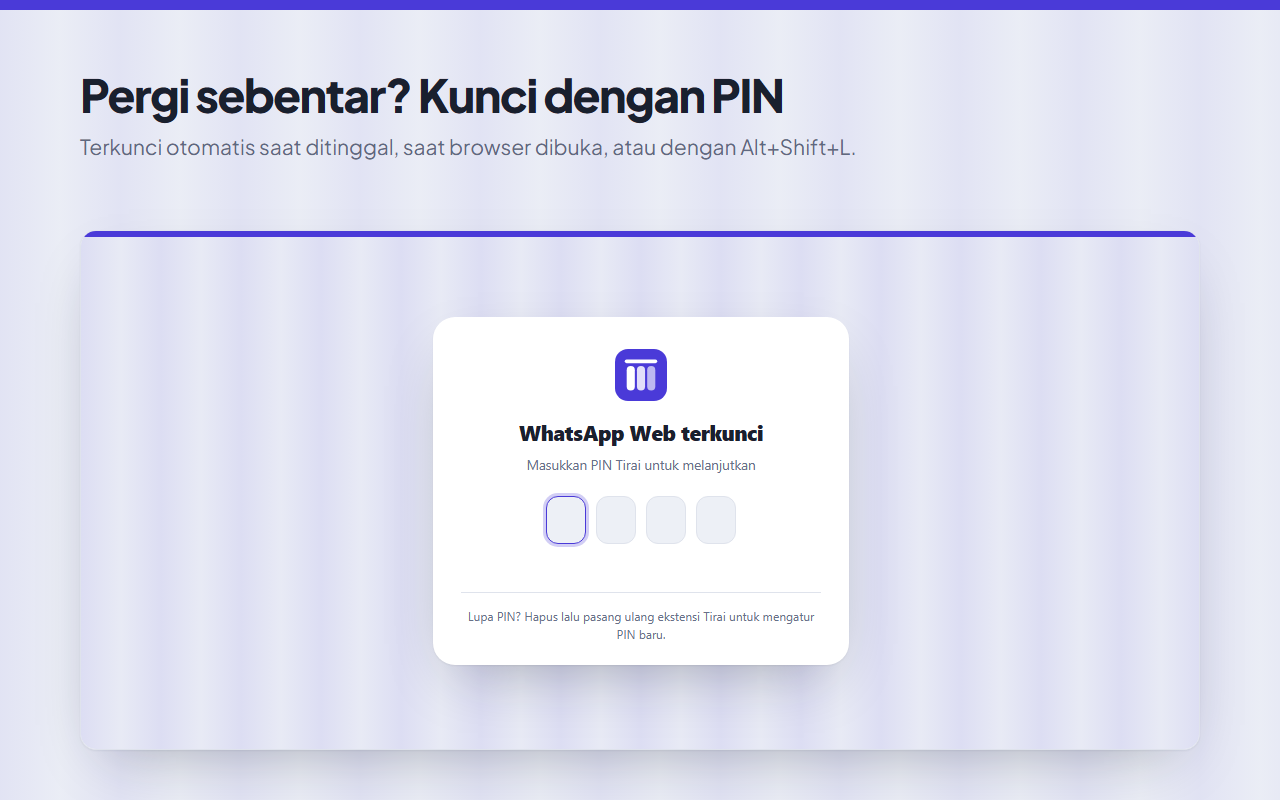 Pergi sebentar? Kunci dengan PIN
Terkunci otomatis saat ditinggal, saat browser dibuka, atau dengan Alt+Shift+L.
WhatsApp Web terkunci
Masukkan PIN Tirai untuk melanjutkan
Lupa PIN? Hapus lalu pasang ulang ekstensi Tirai untuk mengatur
PIN baru.